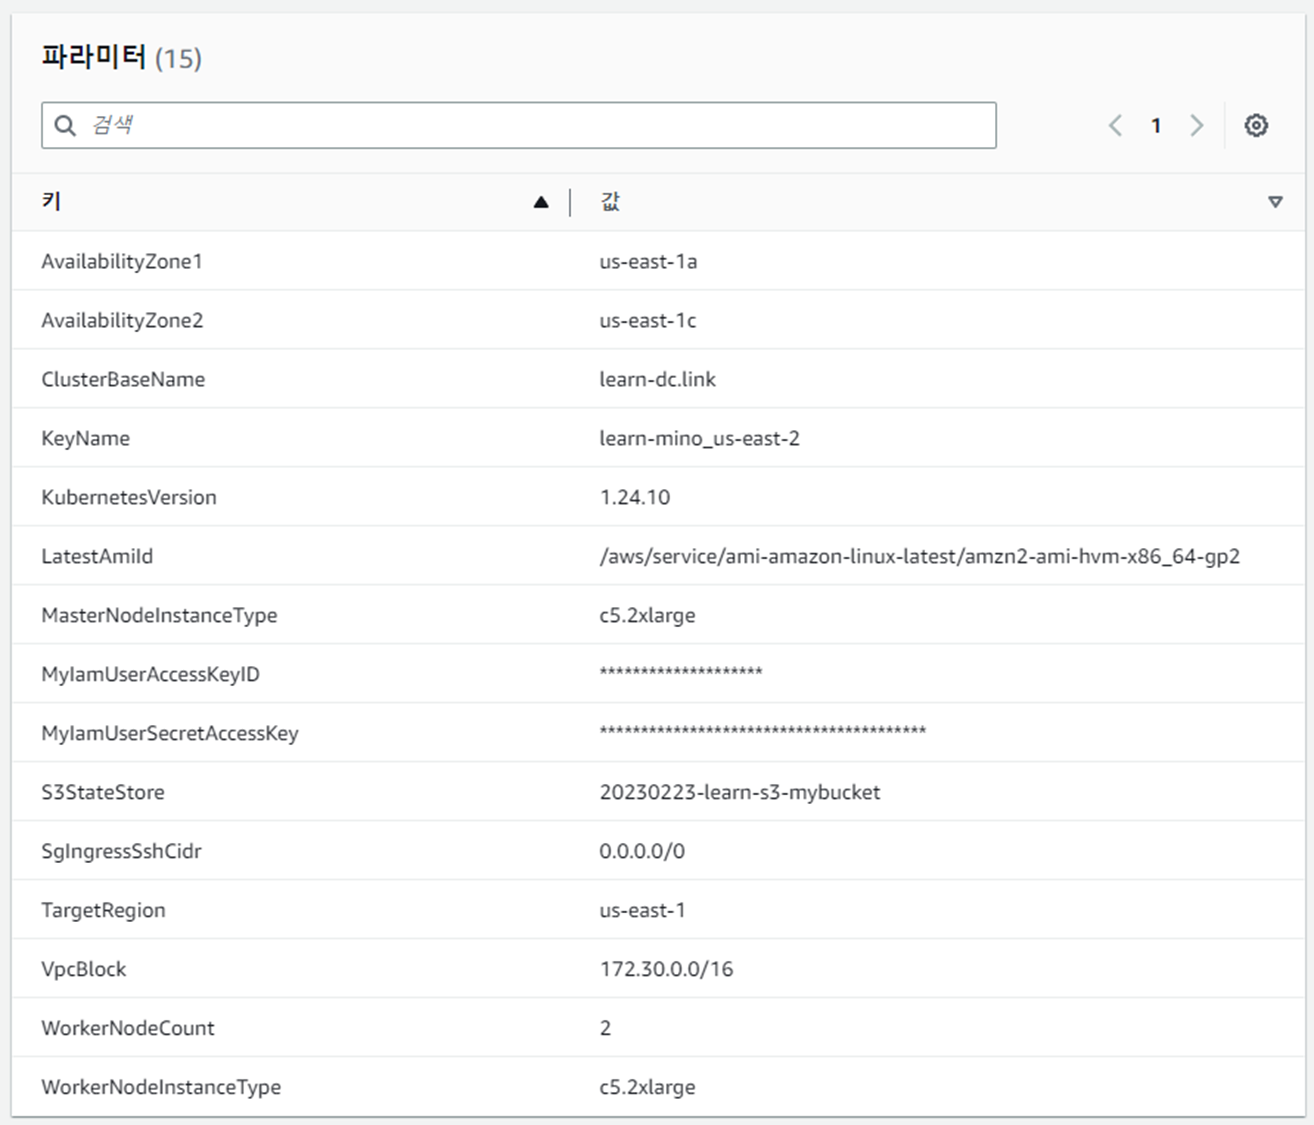 파라미터 (15)
검색
1
키 값
AvailabilityZone1 us-east-1a
AvailabilityZone2 us-east-1c
ClusterBaseName learn-dc.link
KeyName learn-mino_us-east-2
KubernetesVersion 1.24.10
LatestAmiId /aws/service/ami-amazon-linux-latest/amzn2-ami-hvm-x86_64-gp2
MasterNodeInstanceType c5.2xlarge
MyIamUserAccessKeyID ********************
MyIamUserSecretAccessKey ****************************************
S3StateStore 20230223-learn-s3-mybucket
SgIngressSshCidr 0.0.0.0/0
TargetRegion us-east-1
VpcBlock 172.30.0.0/16
WorkerNodeCount 2
WorkerNodeInstanceType c5.2xlarge